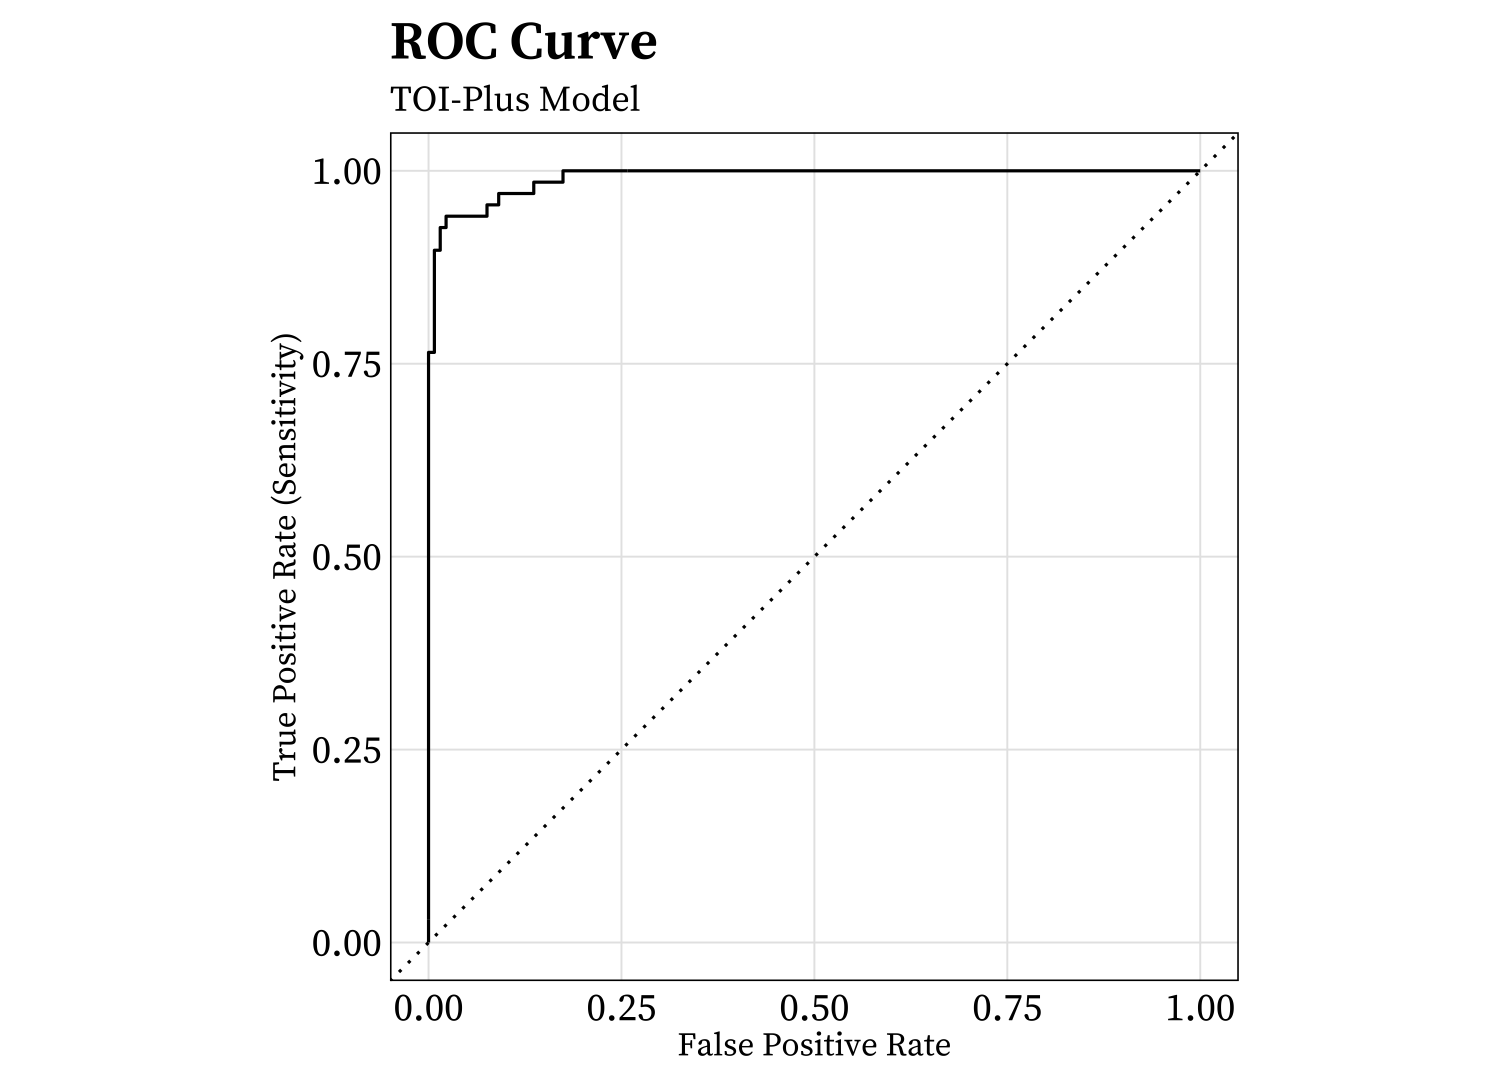 ROC Curve
TOI-Plus Model
True Positive Rate (Sensitivity)
1.00
0.75
0.50
0.25
0.00
0.00 0.25 0.50 0.75 1.00
False Positive Rate